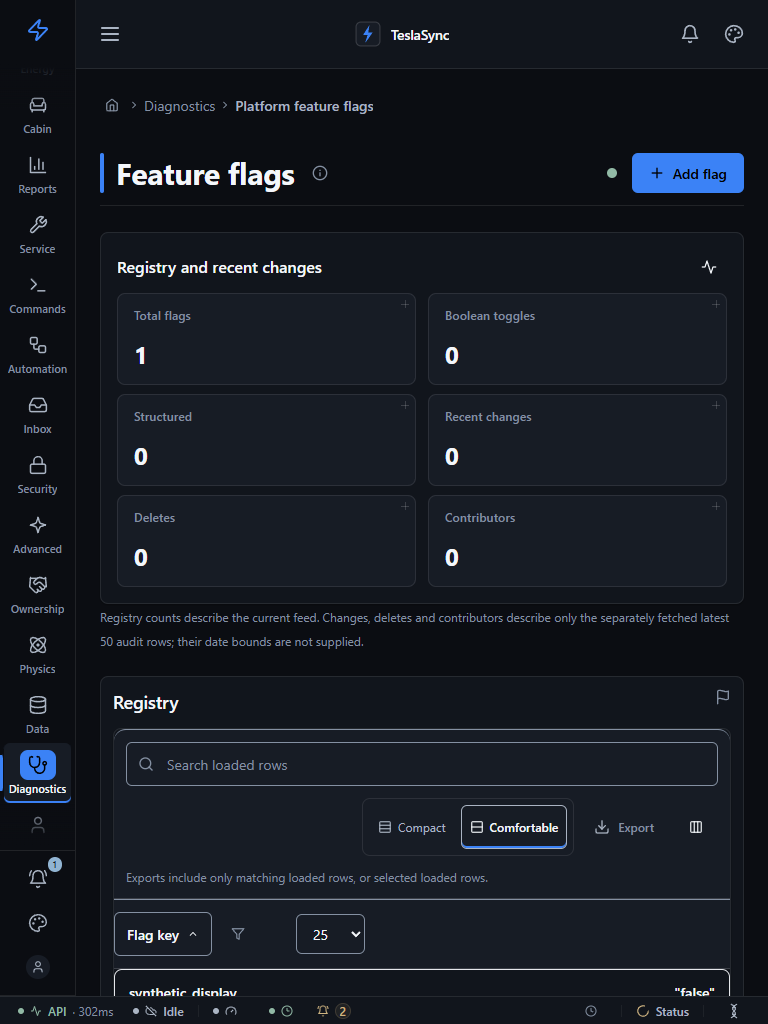 TeslaSync
Energy
Cabin
Reports
Service
Commands
Automation
Inbox
Security
Advanced
Ownership
Physics
Data
Diagnostics
1
Diagnostics > Platform feature flags
Feature flags
+ Add flag
Registry and recent changes
Total flags
1
Boolean toggles
0
Structured
0
Recent changes
0
Deletes
0
Contributors
0
Registry counts describe the current feed. Changes, deletes and contributors describe only the separately fetched latest
50 audit rows; their date bounds are not supplied.
Registry
Search loaded rows
Compact Comfortable Export
Exports include only matching loaded rows, or selected loaded rows.
Flag key 25
synthetic_display "false"
API · 302ms Idle 2 Status